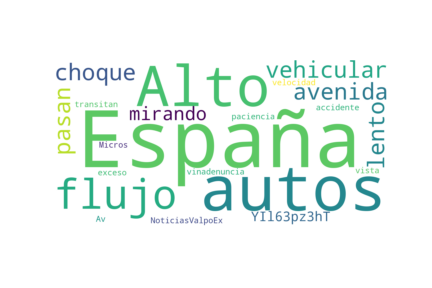 choque
Alto
vehicular
pasan
transitan
mirando
paciencia
velocidad
avenida
accidente
lentos
España
Micros
exceso
vinadenuncia
vista
flujo
autos
Av
NoticiasValpoEx
YIl63pz3hT